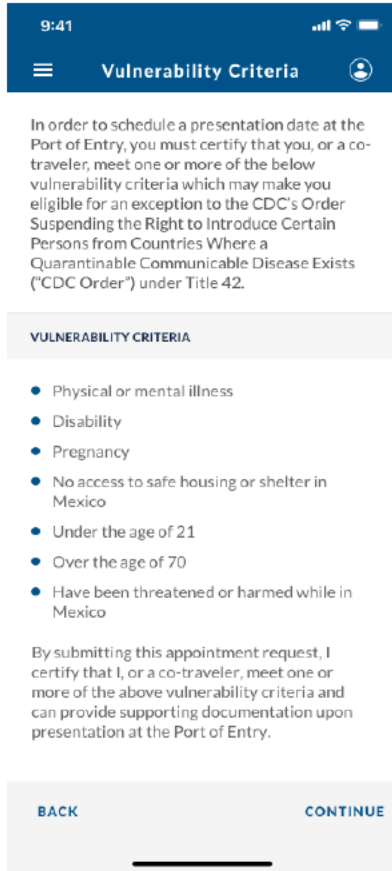 9:41
Vulnerability Criteria
In order to schedule a presentation date at the
Port of Entry, you must certify that you, or a co-
traveler, meet one or more of the below
vulnerability criteria which may make you
eligible for an exception to the CDC's Order
Suspending the Right to Introduce Certain
Persons from Countries Where a
Quarantinable Communicable Disease Exists
("CDC Order") under Title 42.
VULNERABILITY CRITERIA
• Physical or mental illness
• Disability
• Pregnancy
• No access to safe housing or shelter in
Mexico
• Under the age of 21
• Over the age of 70
• Have been threatened or harmed while in
Mexico
By submitting this appointment request, I
certify that I, or a co-traveler, meet one or
more of the above vulnerability criteria and
can provide supporting documentation upon
presentation at the Port of Entry.
BACK CONTINUE